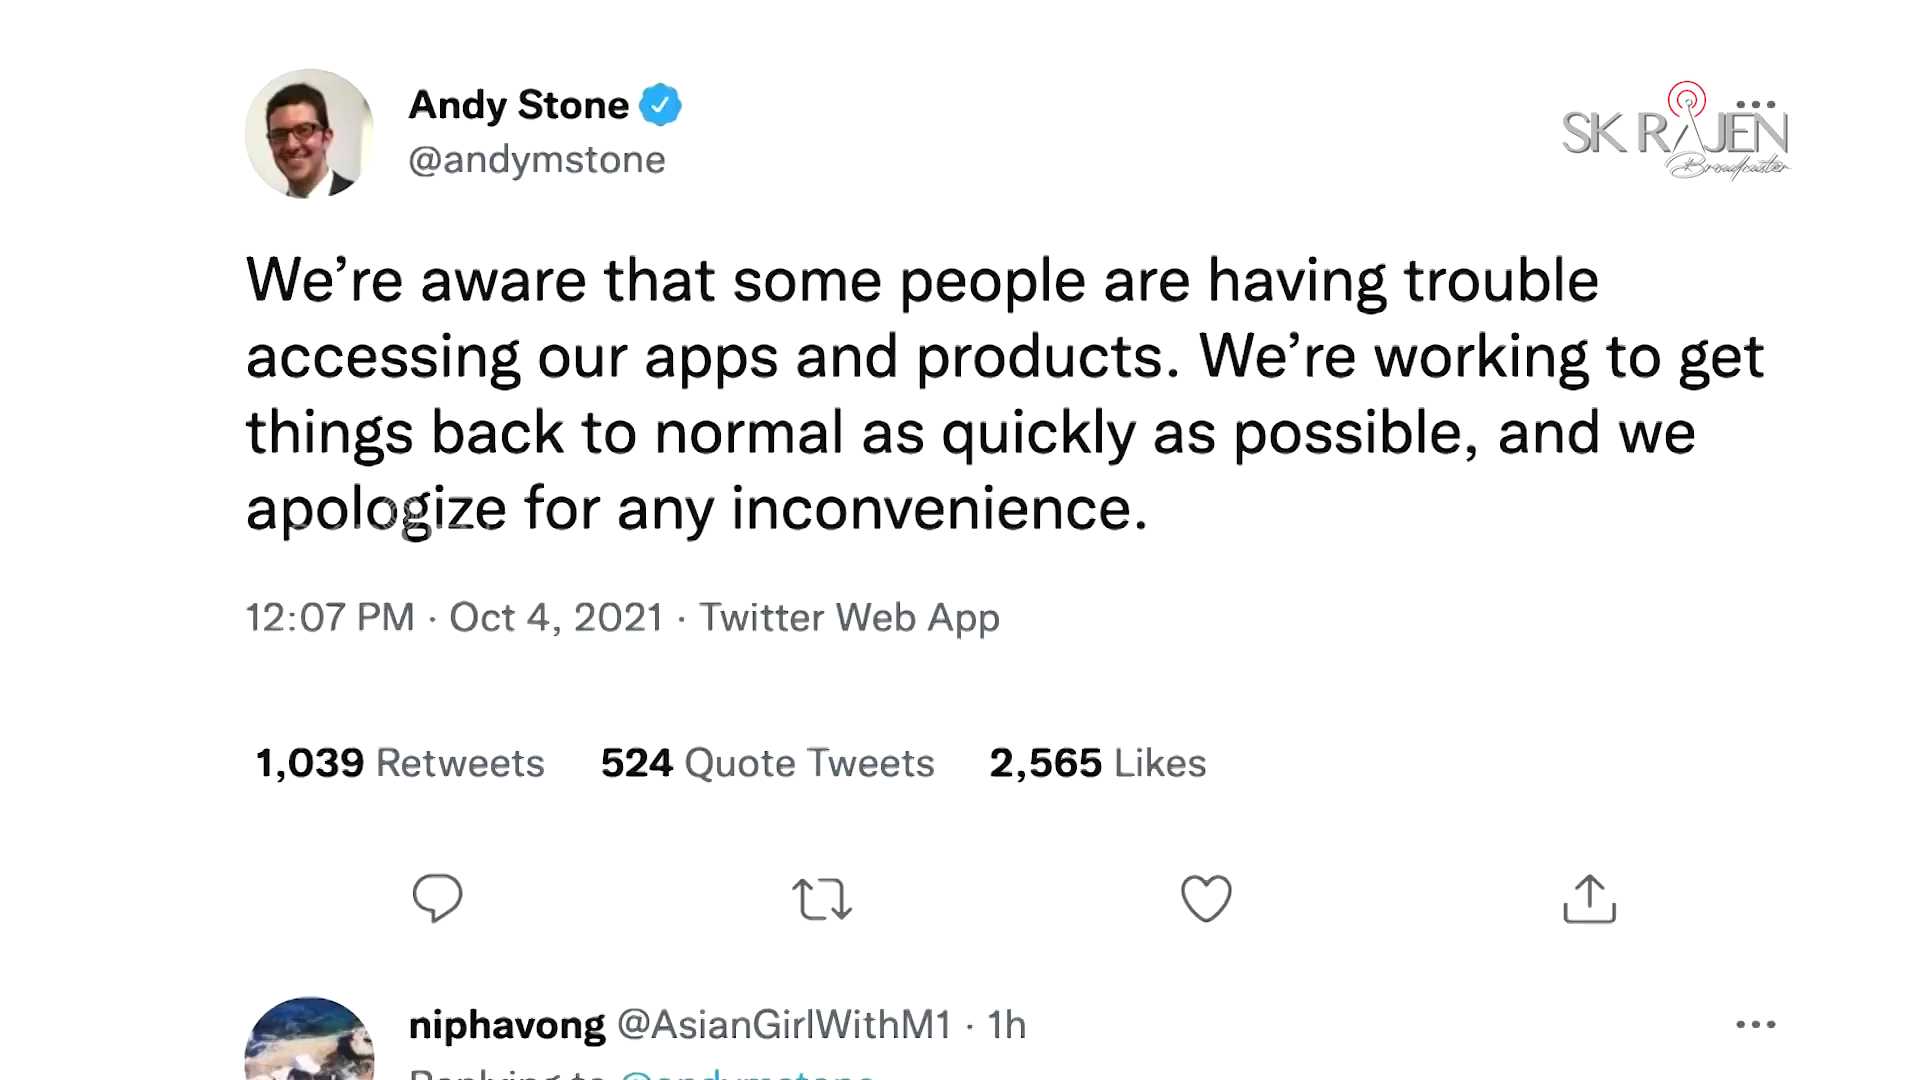 Andy Stone
@andymstone
SK RAJEN
Broadcaster
We’re aware that some people are having trouble
accessing our apps and products. We’re working to get
things back to normal as quickly as possible, and we
apologize for any inconvenience.
12:07 PM · Oct 4, 2021 · Twitter Web App
1,039 Retweets 524 Quote Tweets 2,565 Likes
niphavong @AsianGirlWithM1 · 1h
Replying to @andymstone